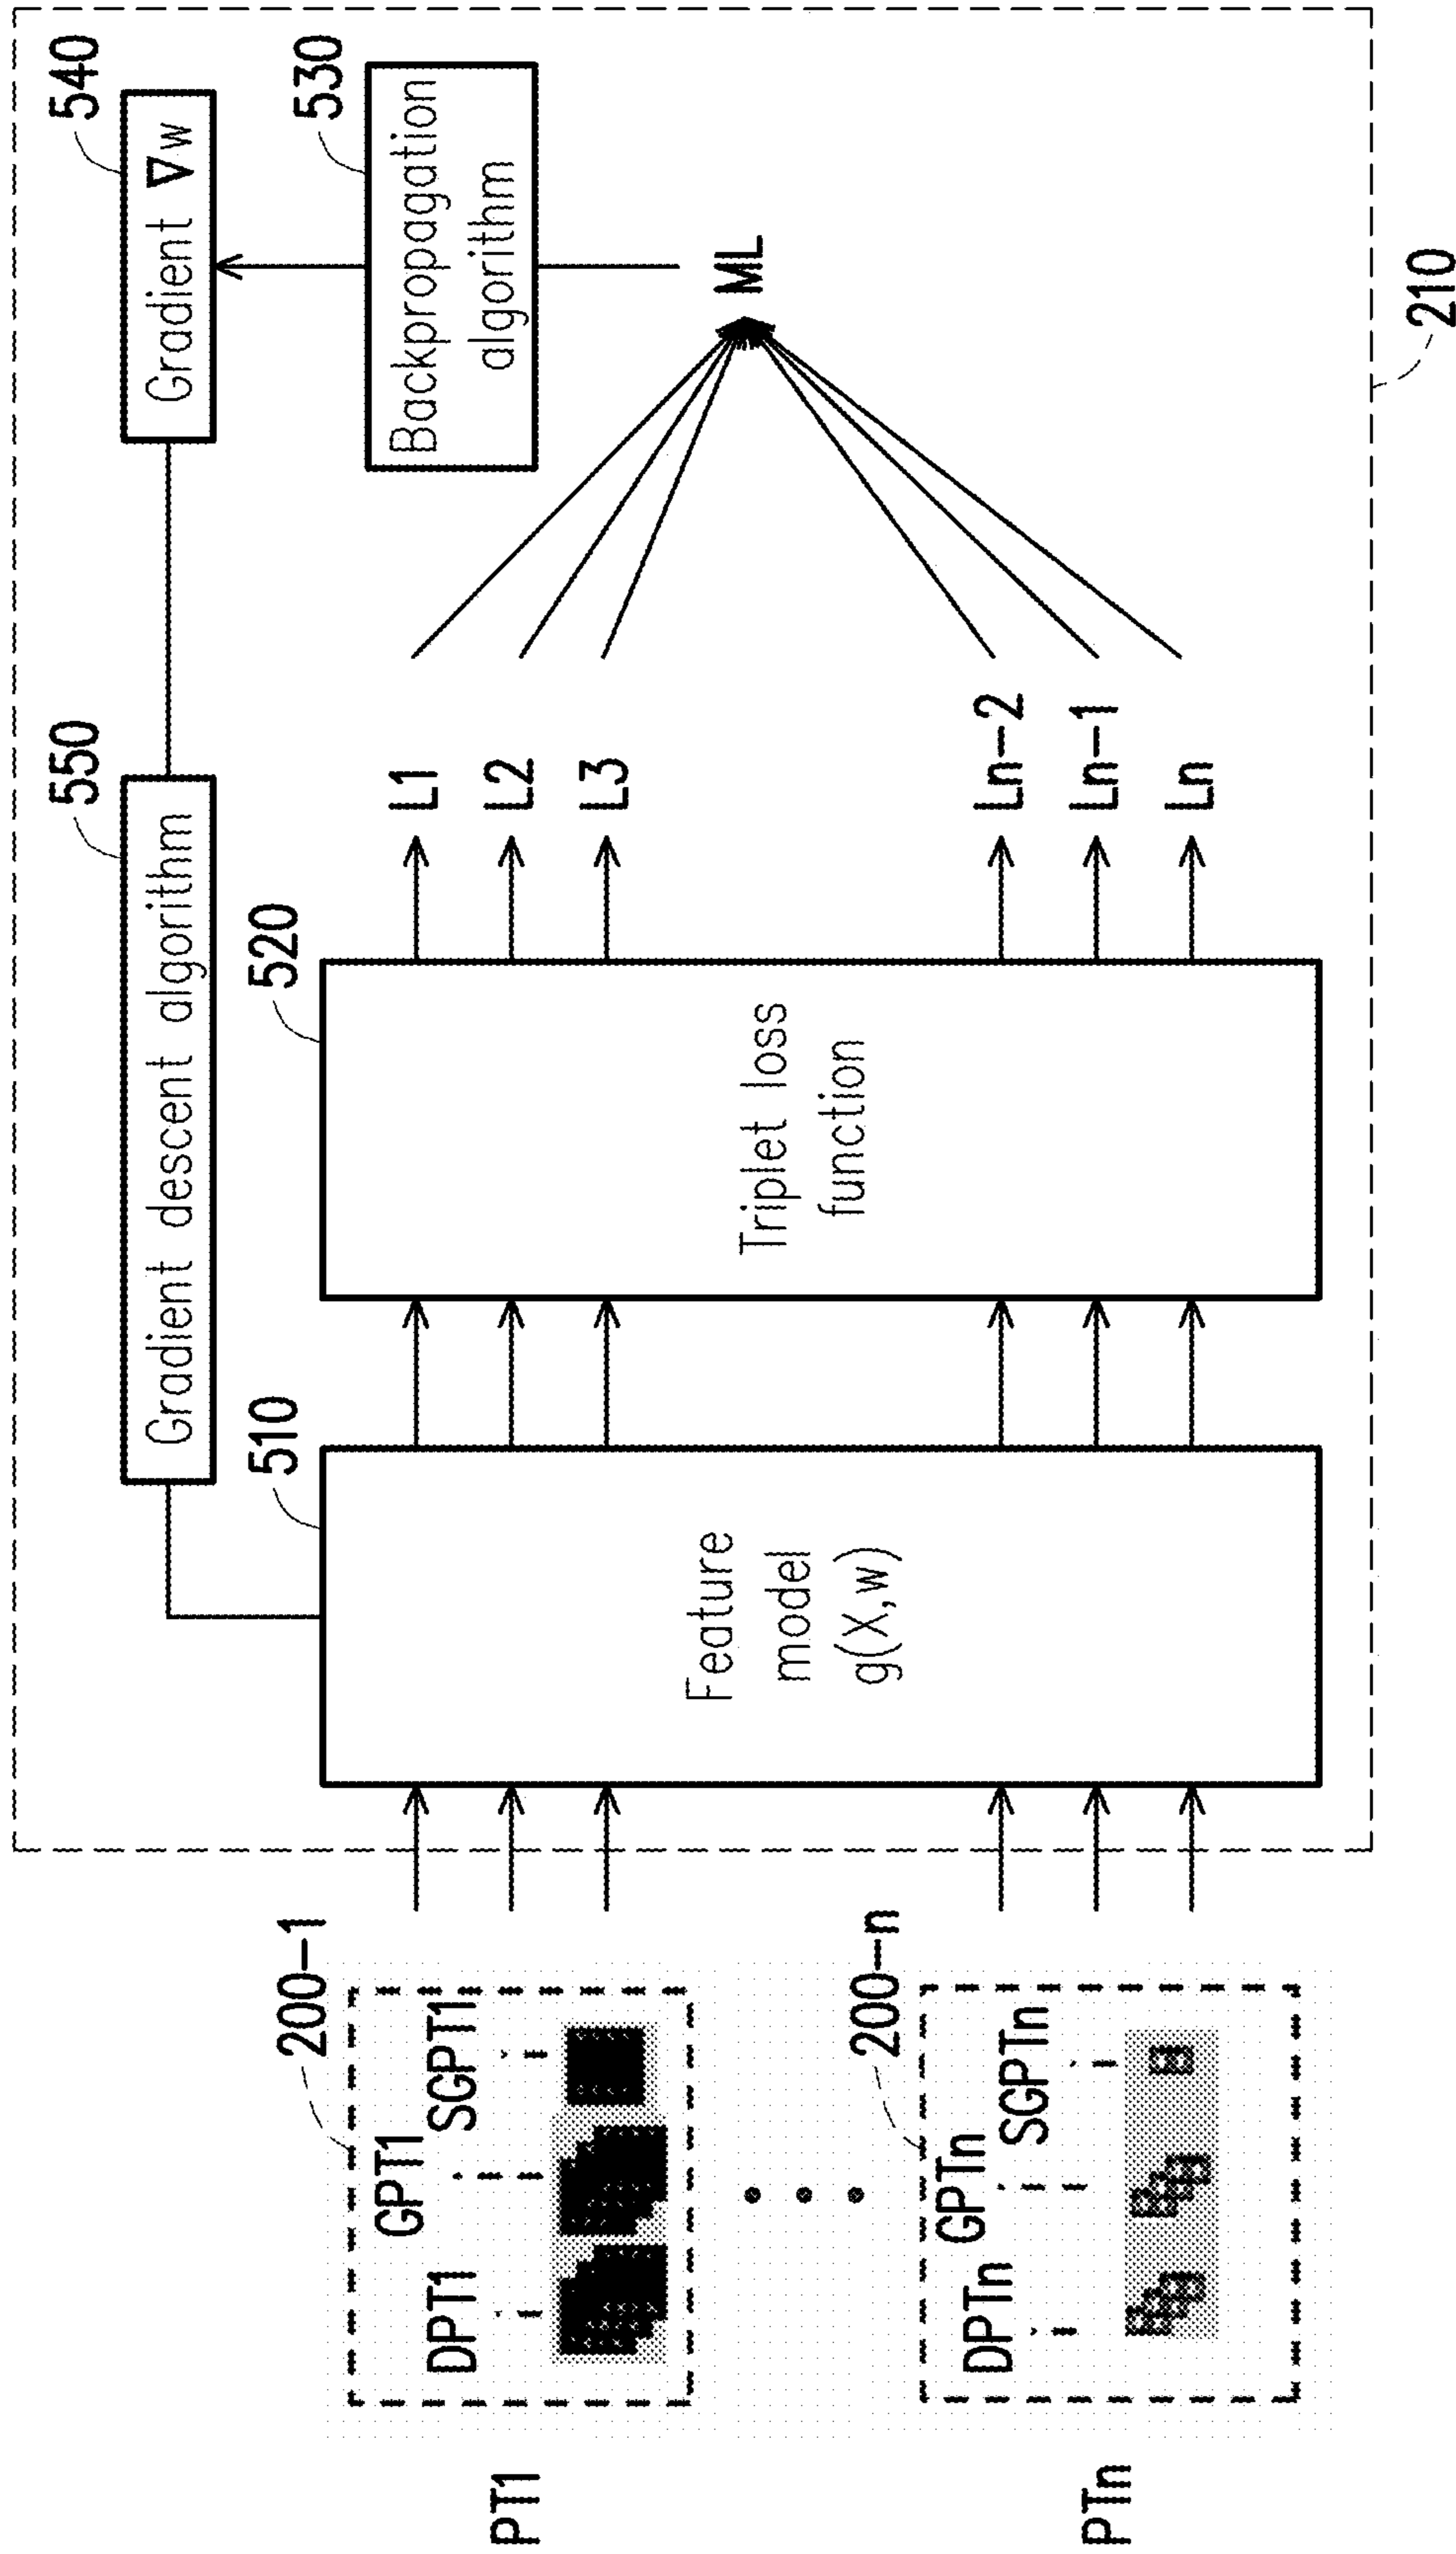 550
540
Gradient descent algorithm
Gradient ∇w
510
520
530
Backpropagation
algorithm
200-1
GPT1
DPT1
SGPT1
PT1
Feature
model
g(X,w)
Triplet loss
function
L1
L2
L3
ML
200-n
GPTn
DPTn
SGPTn
PTn
Ln-2
Ln-1
Ln
210